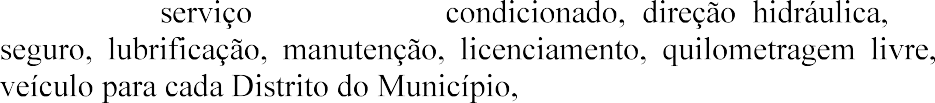 serviço condicionado, direção hidráulica,
seguro, lubrificação, manutenção, licenciamento, quilometragem livre,
veículo para cada Distrito do Município,